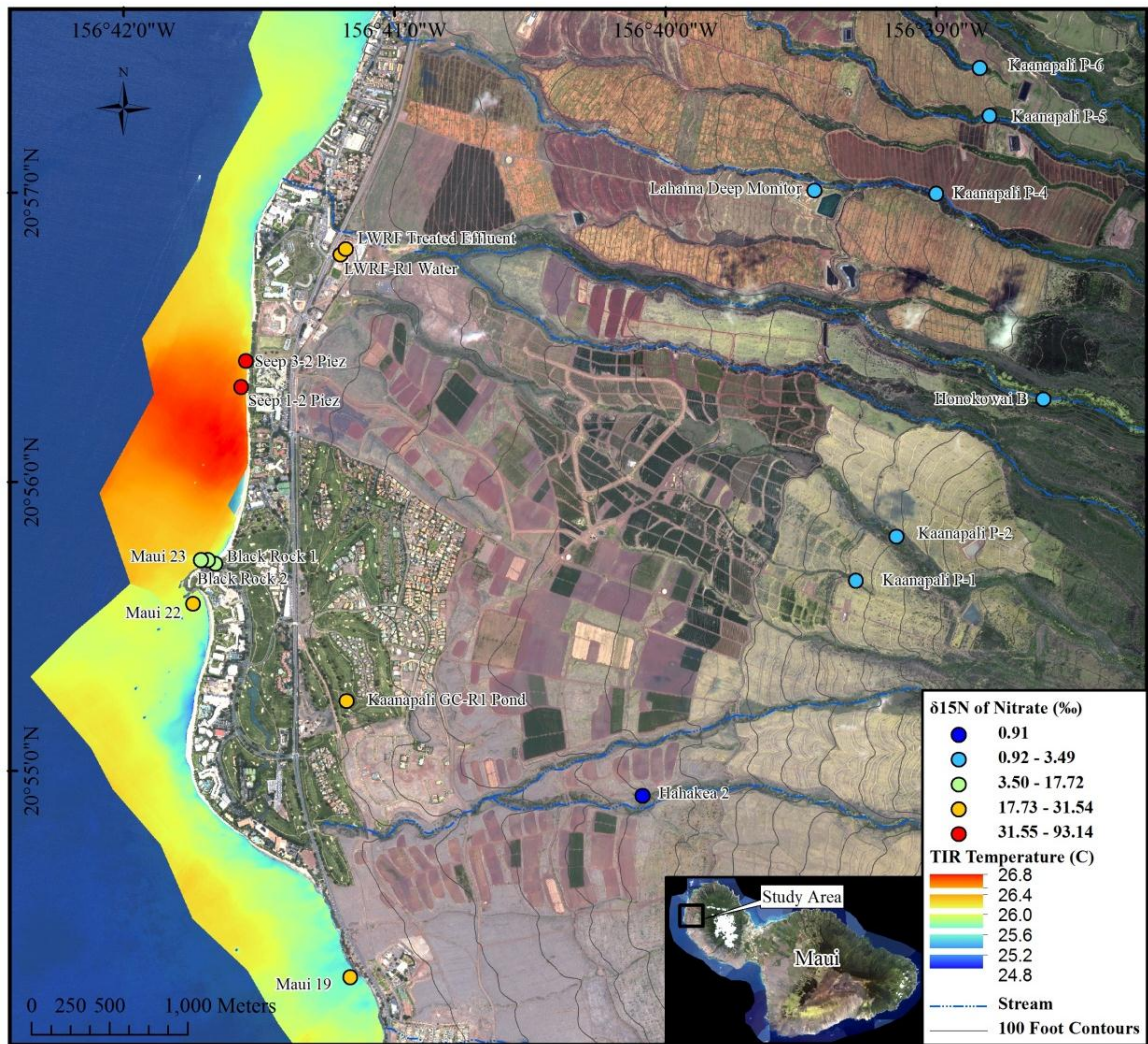 156°42'0"W
156°41'0"W
156°40'0"W
156°39'0"W
N
Kaanapali P-6
Kaanapali P-5
20°57'0"N
Lahaina Deep Monitor
Kaanapali P-4
LWRF Treated Effluent
LWRF-R1 Water
Seep 3-2 Piez
Seep 1-2 Piez
Honokowai B
20°56'0"N
Kaanapali P-2
Maui 23
Black Rock 1
Black Rock 2
Kaanapali P-1
Maui 22
Kaanapali GC-R1 Pond
20°55'0"N
Hahakea 2
Maui 19
0 250 500 1,000 Meters
Study Area
Maui
δ15N of Nitrate (‰)
0.91
0.92 - 3.49
3.50 - 17.72
17.73 - 31.54
31.55 - 93.14
TIR Temperature (C)
26.8
26.4
26.0
25.6
25.2
24.8
Stream
100 Foot Contours